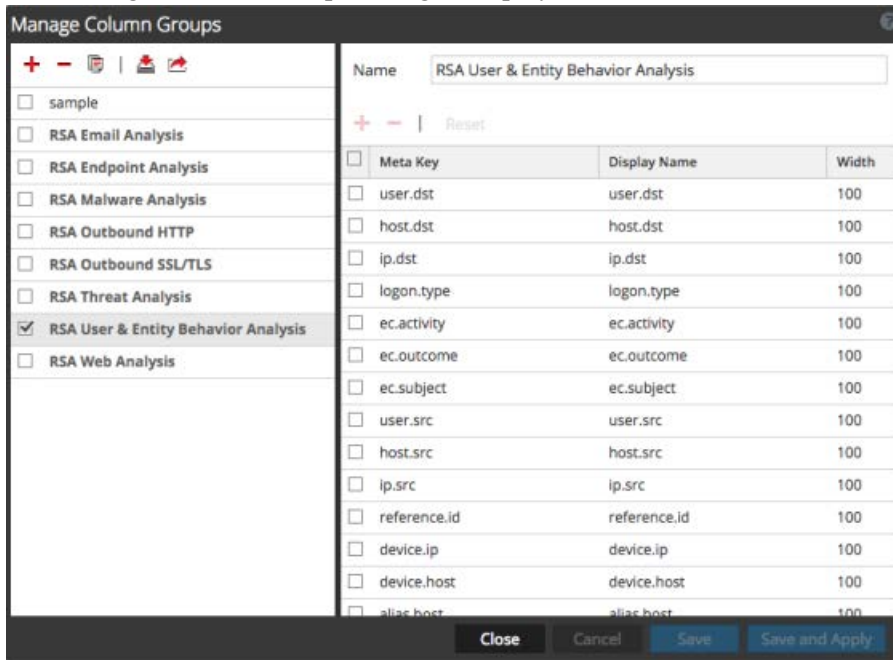 Manage Column Groups
sample
RSA Email Analysis
RSA Endpoint Analysis
RSA Malware Analysis
RSA Outbound HTTP
RSA Outbound SSL/TLS
RSA Threat Analysis
RSA User & Entity Behavior Analysis
RSA Web Analysis
Name RSA User & Entity Behavior Analysis
Reset
Meta Key Display Name Width
user.dst user.dst 100
host.dst host.dst 100
ip.dst ip.dst 100
logon.type logon.type 100
ec.activity ec.activity 100
ec.outcome ec.outcome 100
ec.subject ec.subject 100
user.src user.src 100
host.src host.src 100
ip.src ip.src 100
reference.id reference.id 100
device.ip device.ip 100
device.host device.host 100
alias.host alias.host 100
Close Cancel Save Save and Apply